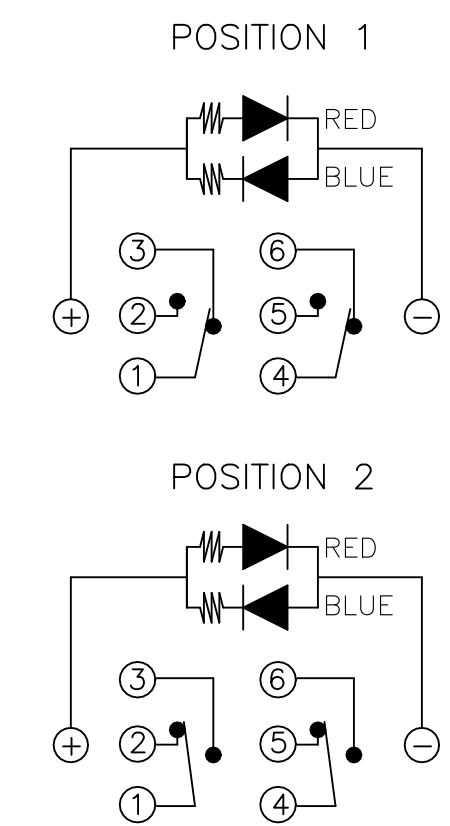 POSITION 1
RED
BLUE
3 6
+ 2 5 −
1 4
POSITION 2
RED
BLUE
3 6
+ 2 5 −
1 4